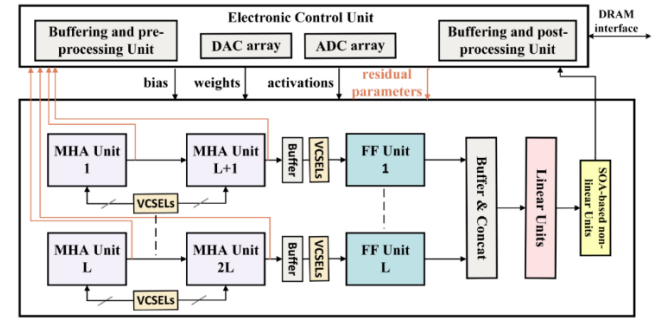 Electronic Control Unit
Buffering and pre-
processing Unit
DAC array
ADC array
Buffering and post-
processing Unit
DRAM
interface
bias
weights
activations
residual
parameters
MHA Unit
1
MHA Unit
L+1
Buffer
VCSELs
FF Unit
1
VCSELs
MHA Unit
L
MHA Unit
2L
Buffer
VCSELs
FF Unit
L
VCSELs
Buffer & Concat
Linear Units
SOA-based non-
linear Units